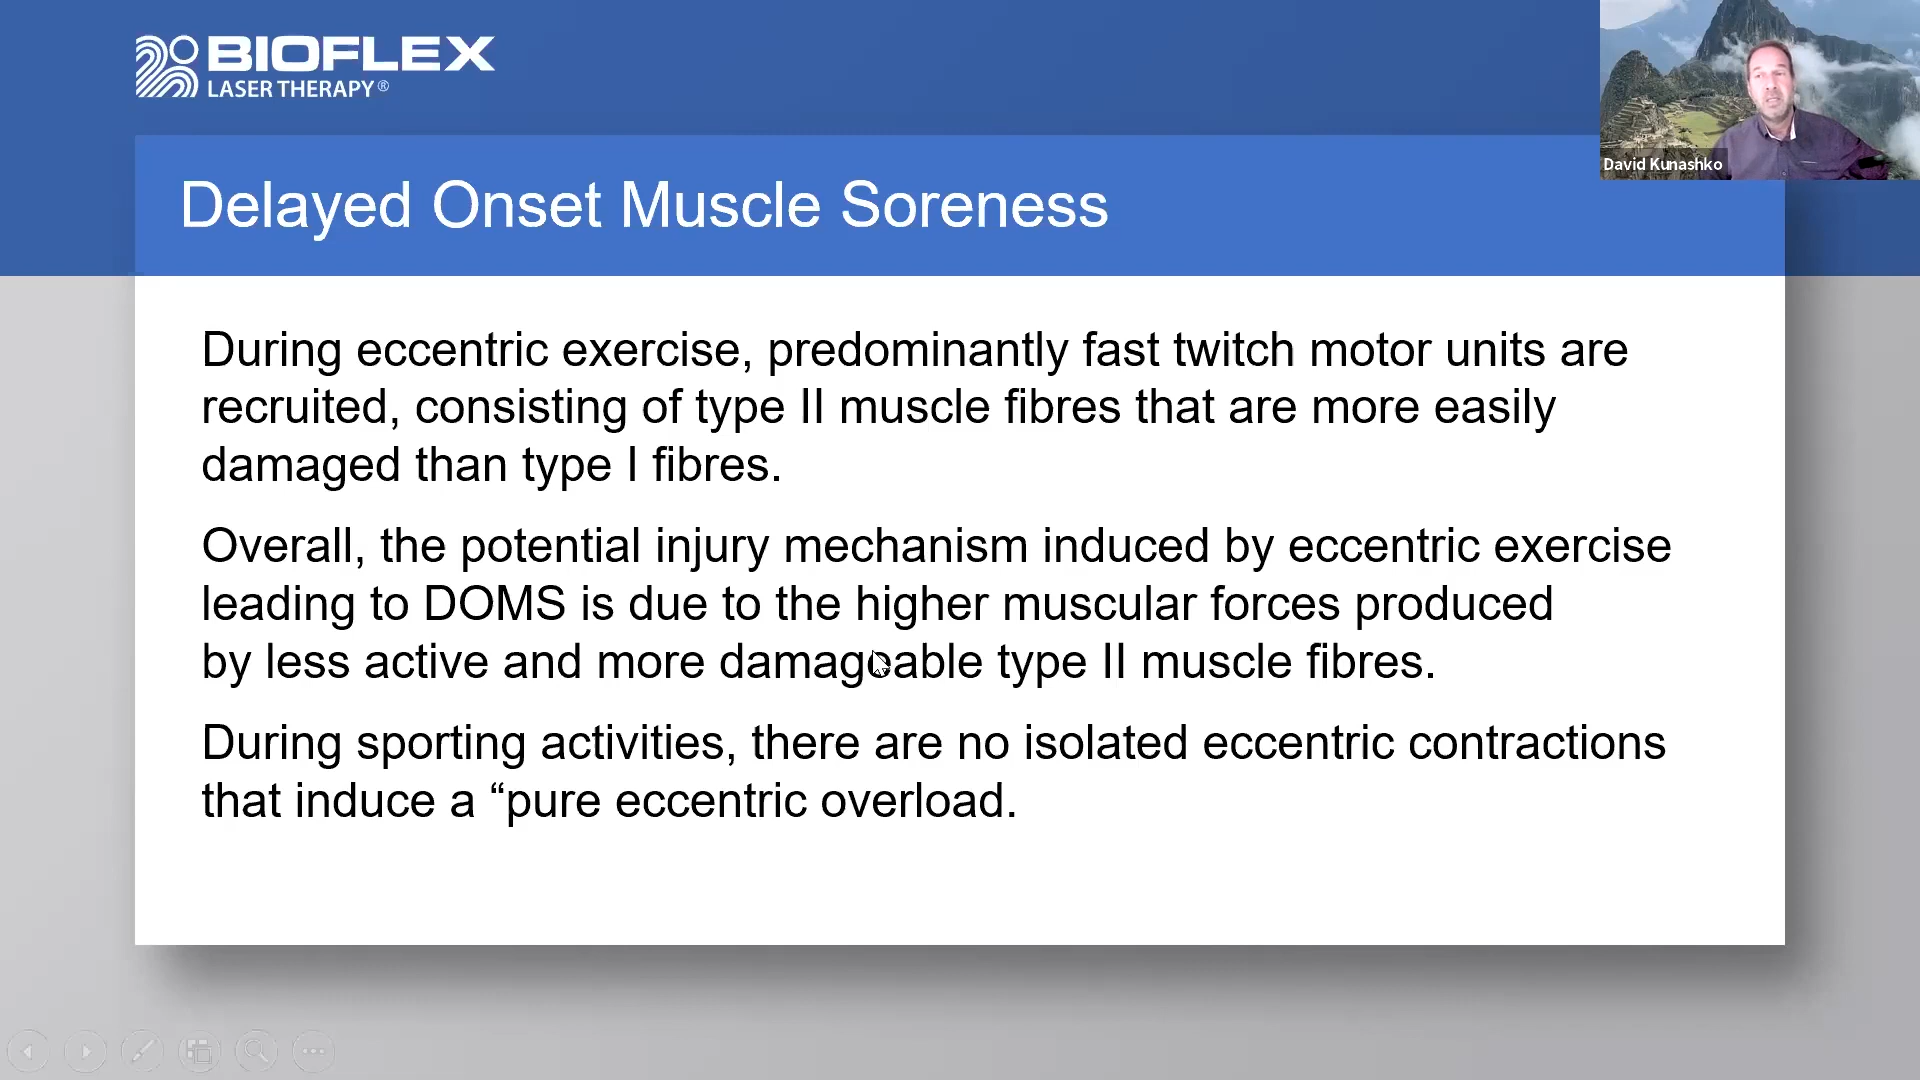 BIOFLEX
LASER THERAPY®
David Kunashko
Delayed Onset Muscle Soreness
During eccentric exercise, predominantly fast twitch motor units are
recruited, consisting of type II muscle fibres that are more easily
damaged than type I fibres.
Overall, the potential injury mechanism induced by eccentric exercise
leading to DOMS is due to the higher muscular forces produced
by less active and more damageable type II muscle fibres.
During sporting activities, there are no isolated eccentric contractions
that induce a “pure eccentric overload.